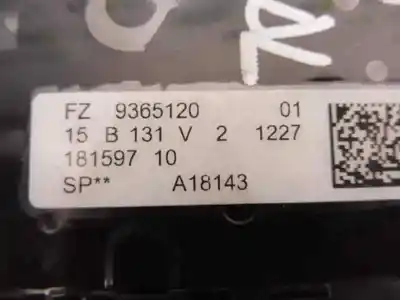 FZ 9365120 01
15 B 131 V 2 1227
181597 10
SP** A18143